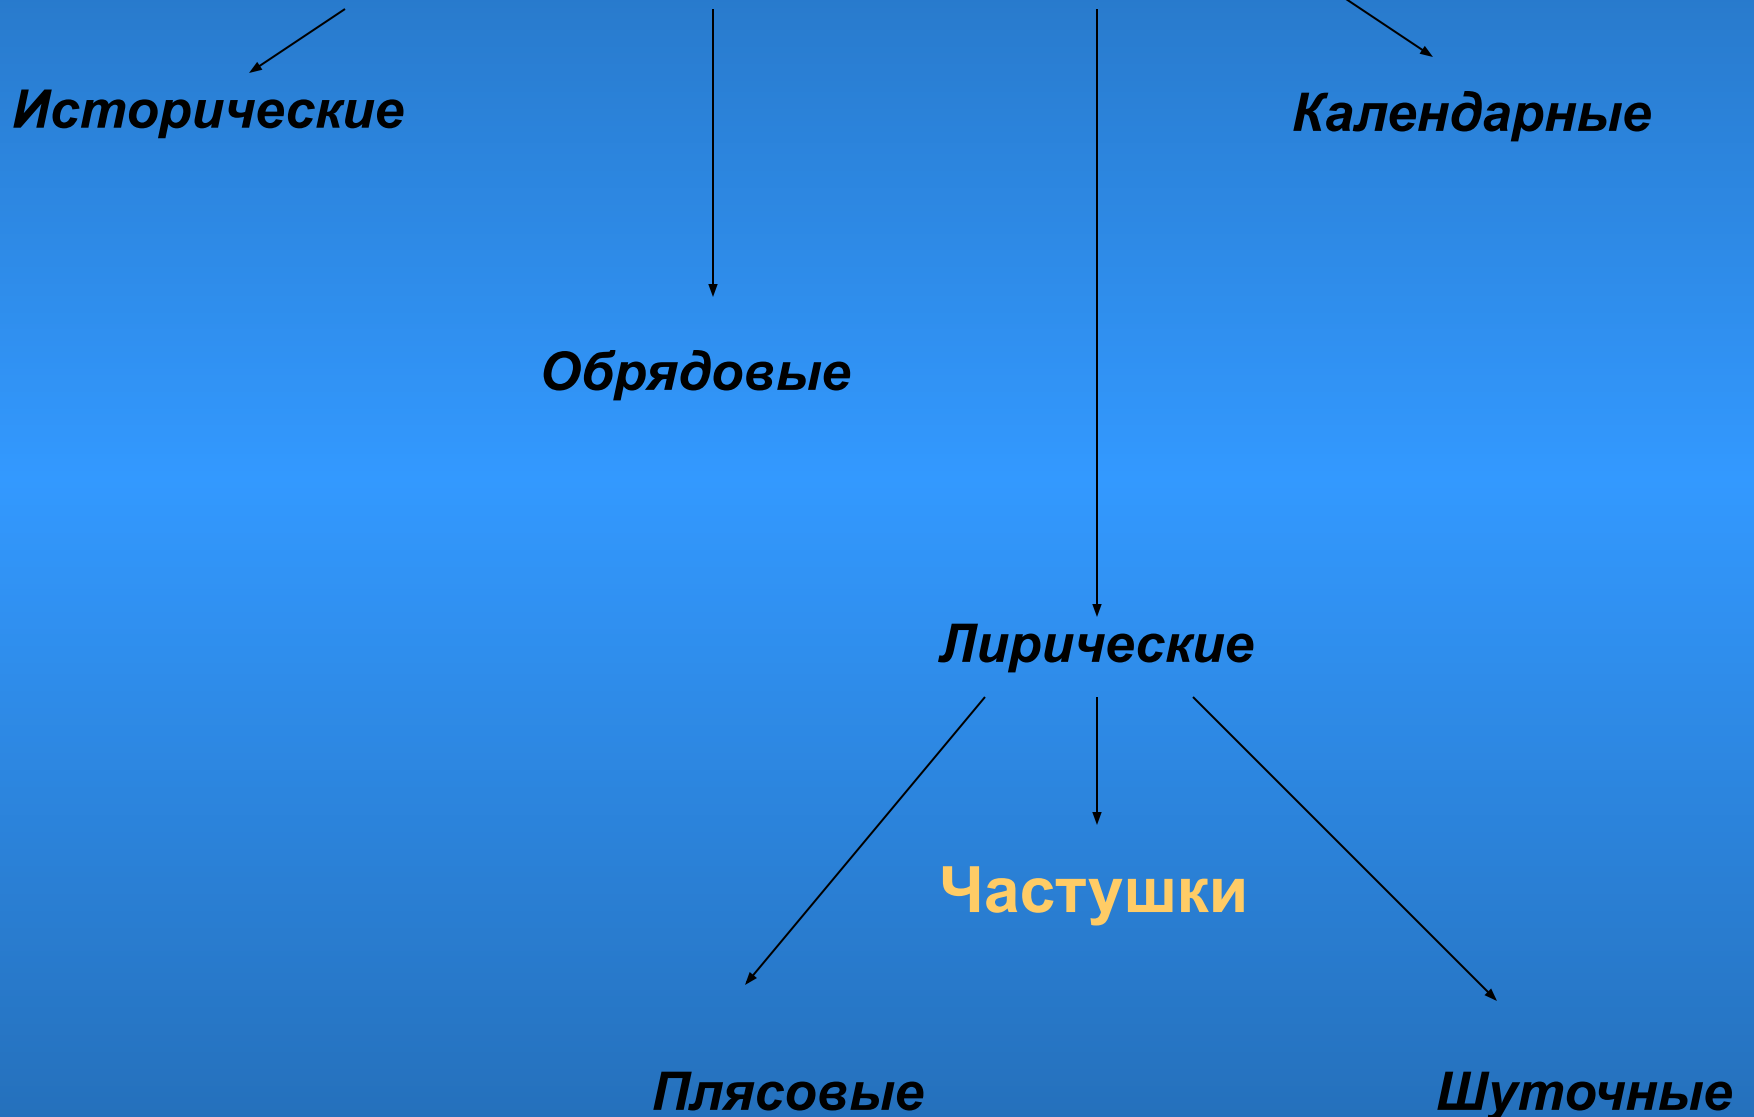 Исторические
Календарные
Обрядовые
Лирические
Частушки
Плясовые
Шуточные